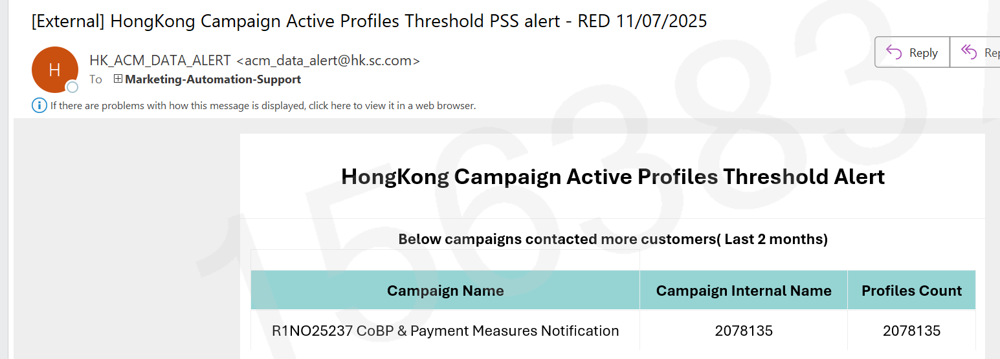 [External] HongKong Campaign Active Profiles Threshold PSS alert - RED 11/07/2025
H
HK_ACM_DATA_ALERT <acm_data_alert@hk.sc.com>
Reply
To Marketing-Automation-Support
If there are problems with how this message is displayed, click here to view it in a web browser.
HongKong Campaign Active Profiles Threshold Alert
Below campaigns contacted more customers( Last 2 months)
Campaign Name Campaign Internal Name Profiles Count
R1NO25237 CoBP & Payment Measures Notification 2078135 2078135
156383